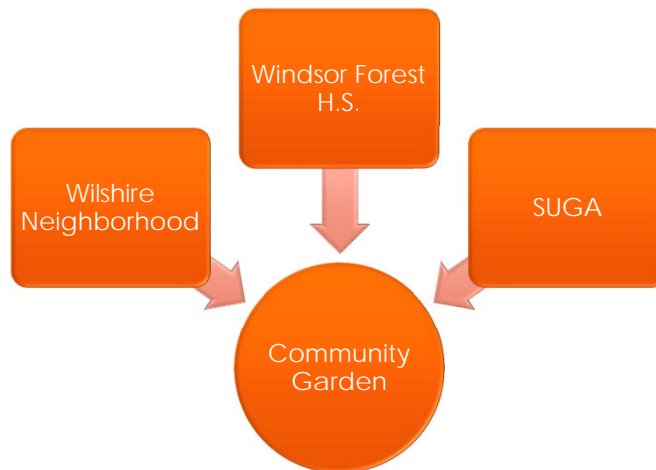 Windsor Forest
H.S.
Wilshire
Neighborhood
SUGA
Community
Garden